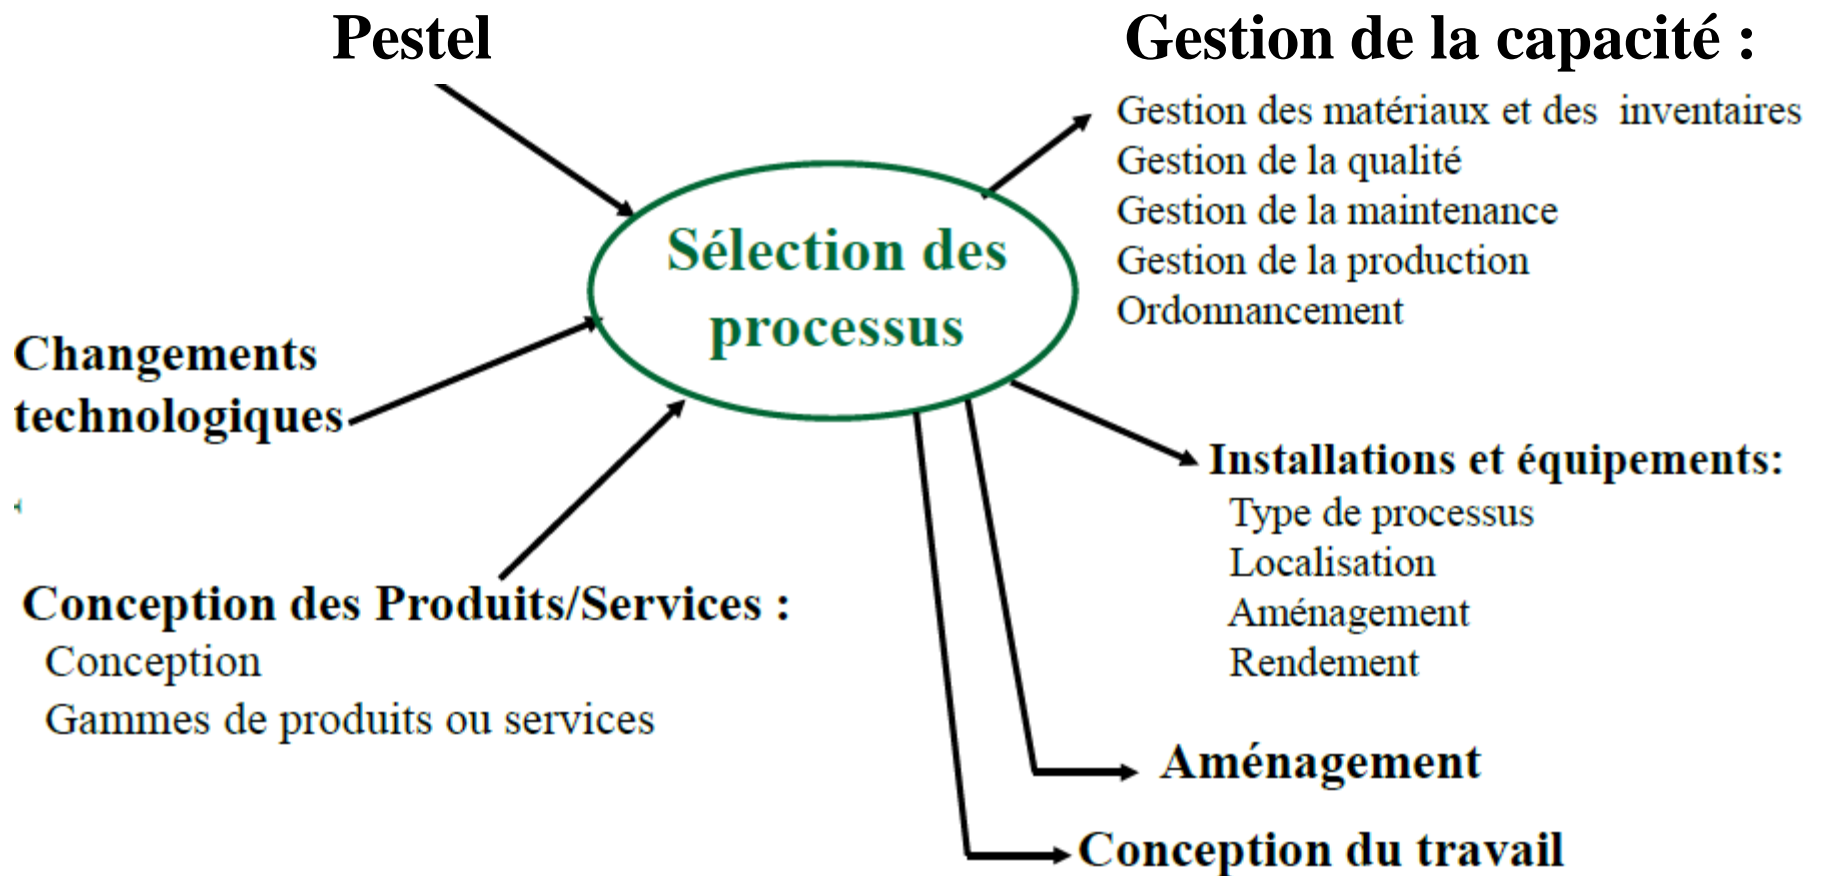 Pestel
Gestion de la capacité :
Gestion des matériaux et des inventaires
Gestion de la qualité
Gestion de la maintenance
Gestion de la production
Ordonnancement
Sélection des
processus
Changements
technologiques
Installations et équipements:
Type de processus
Localisation
Aménagement
Rendement
Conception des Produits/Services :
Conception
Gammes de produits ou services
Aménagement
Conception du travail